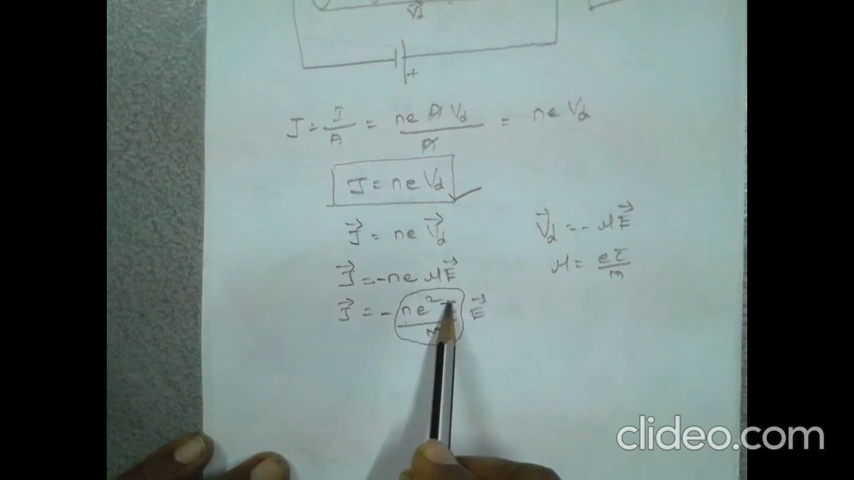 V⃗d
+
J = I/A = neAVd/A = neVd
J = neVd
J⃗ = neV⃗d
V⃗d = -μE⃗
J⃗ = -neμE⃗
μ = eτ/m
J⃗ = - ne²τ/m E⃗
clideo.com